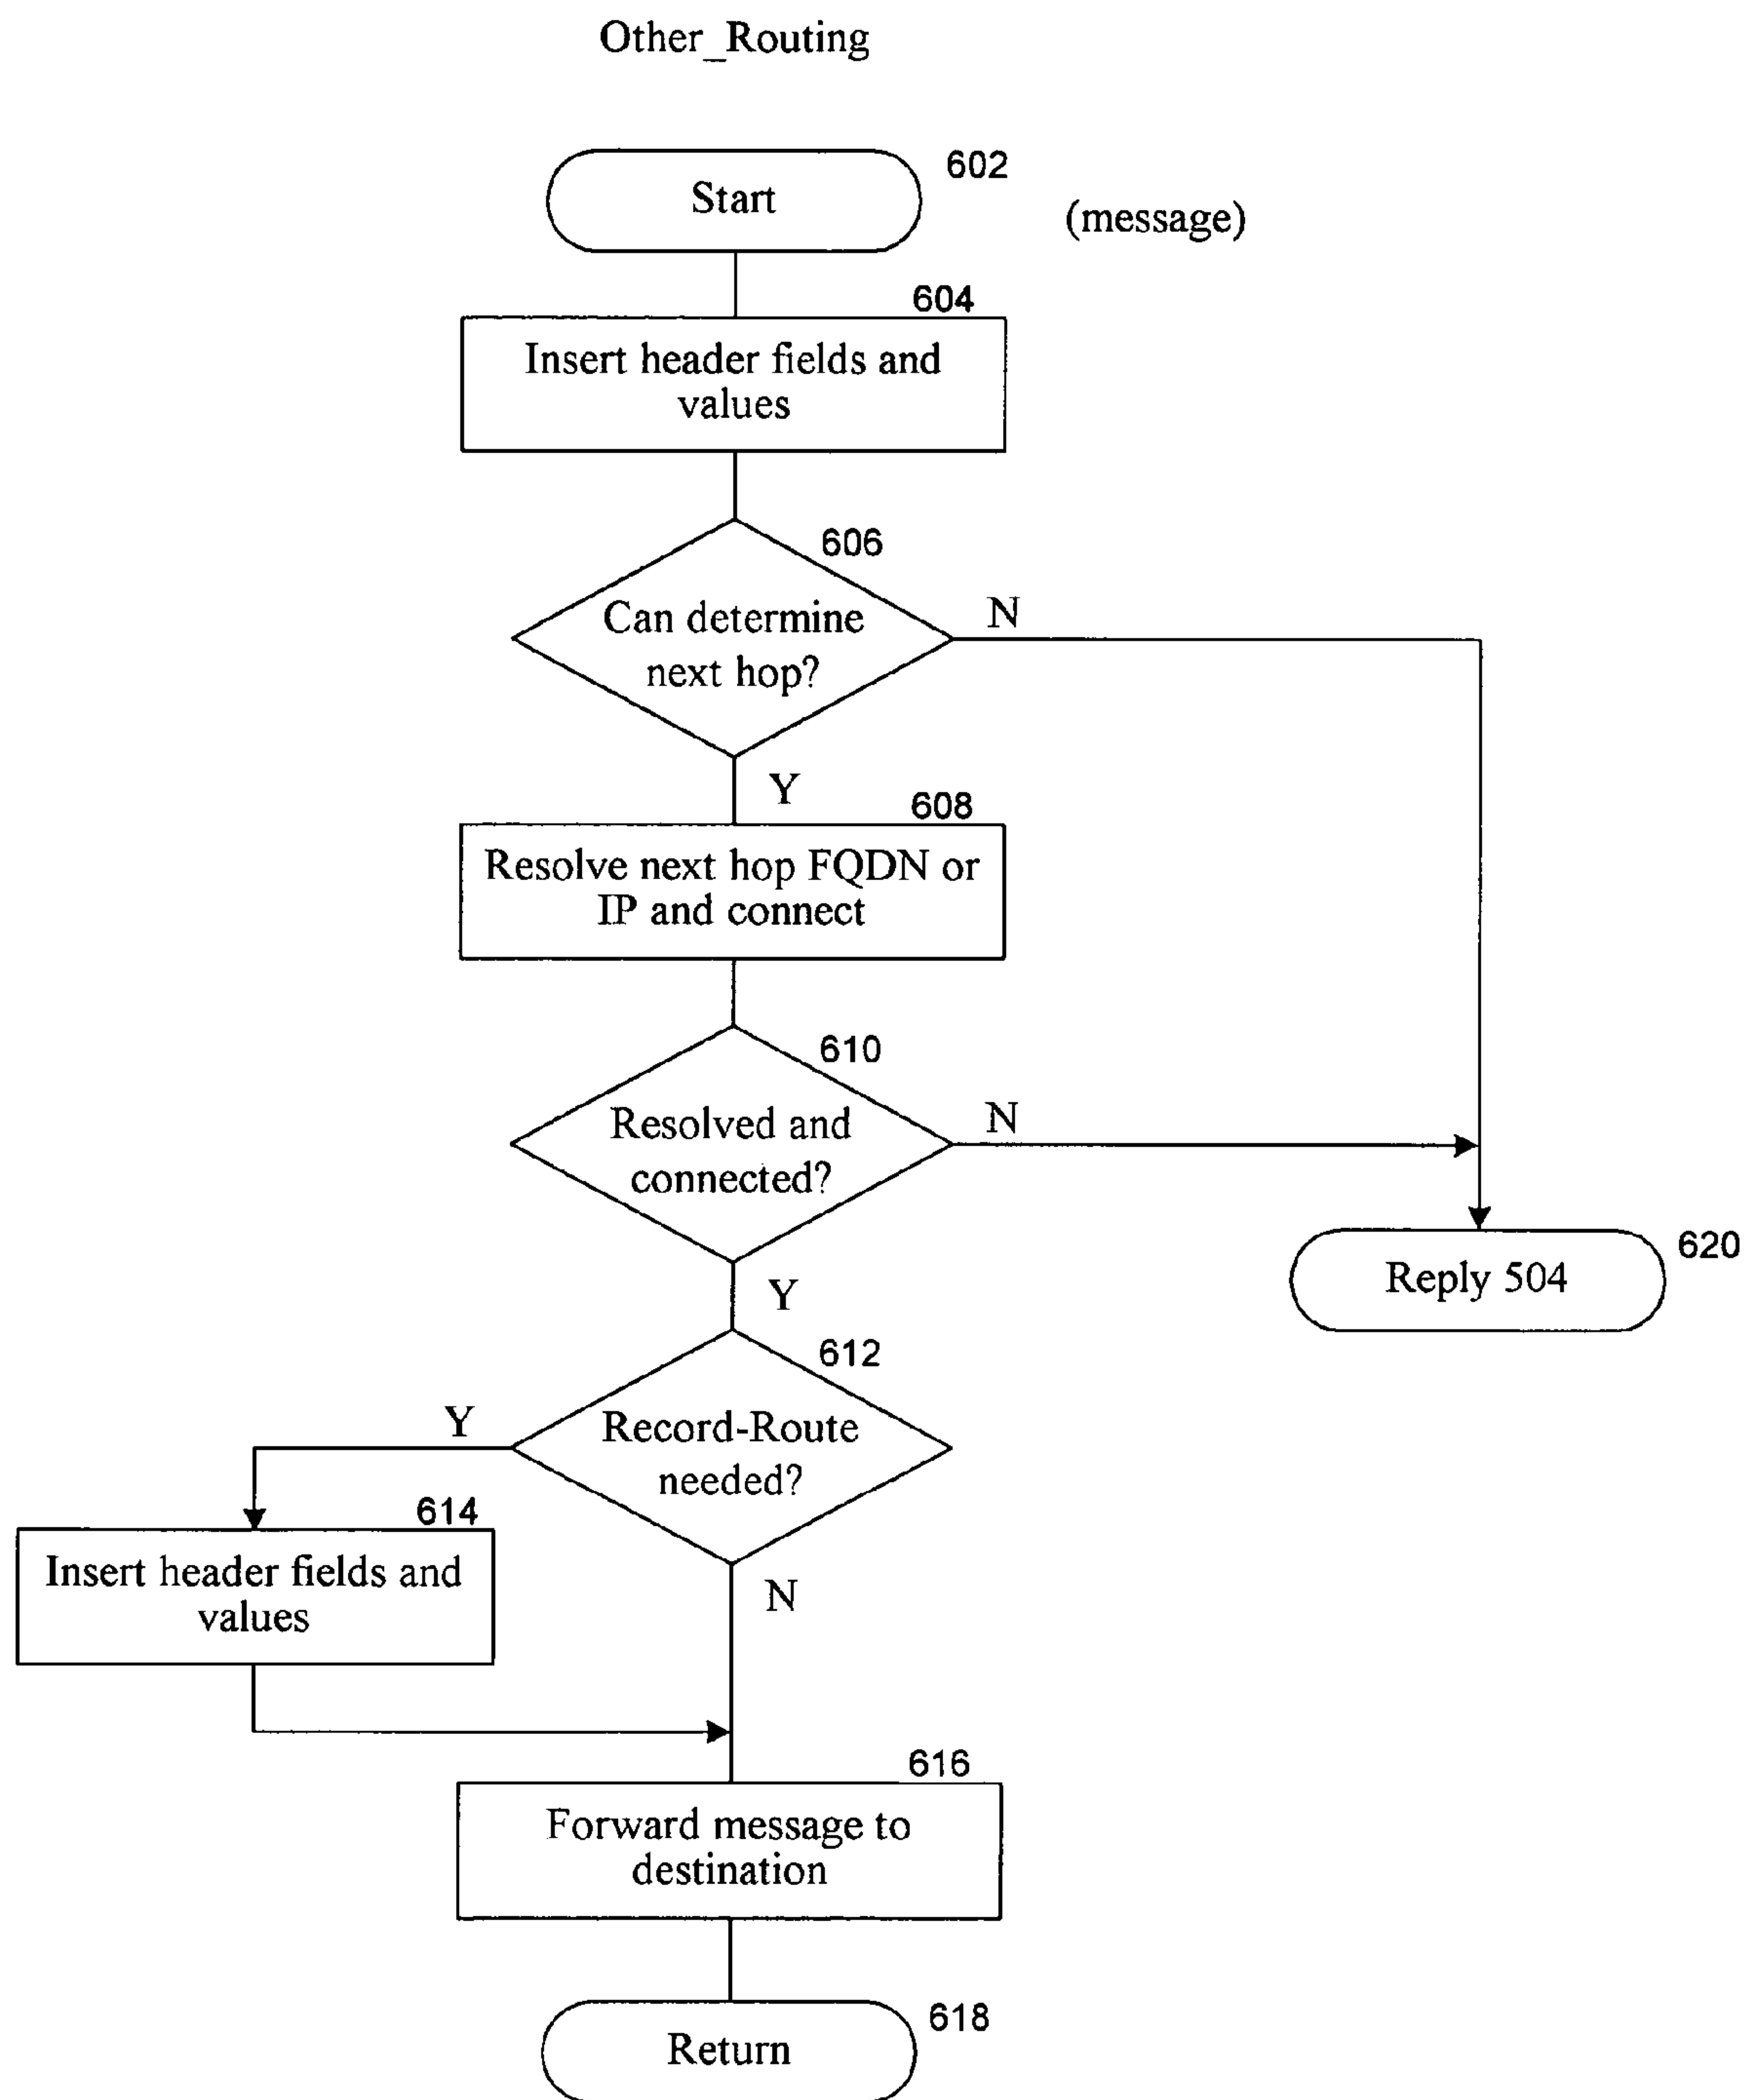 Other_Routing
602
Start
(message)
604
Insert header fields and
values
606
Can determine
next hop?
N
Y
608
Resolve next hop FQDN or
IP and connect
610
Resolved and
connected?
N
620
Reply 504
Y
612
Record-Route
needed?
Y
614
Insert header fields and
values
N
616
Forward message to
destination
618
Return